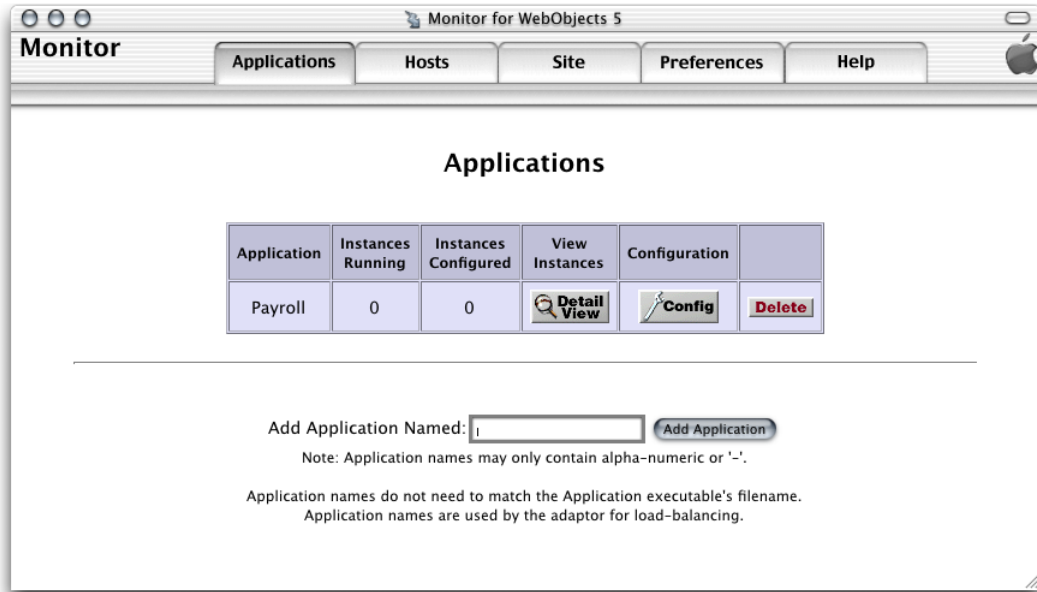 Monitor for WebObjects 5
Monitor
Applications Hosts Site Preferences Help
Applications
Application Instances Running Instances Configured View Instances Configuration
Payroll 0 0 Detail View Config Delete
Add Application Named: Add Application
Note: Application names may only contain alpha-numeric or '-'.
Application names do not need to match the Application executable's filename.
Application names are used by the adaptor for load-balancing.